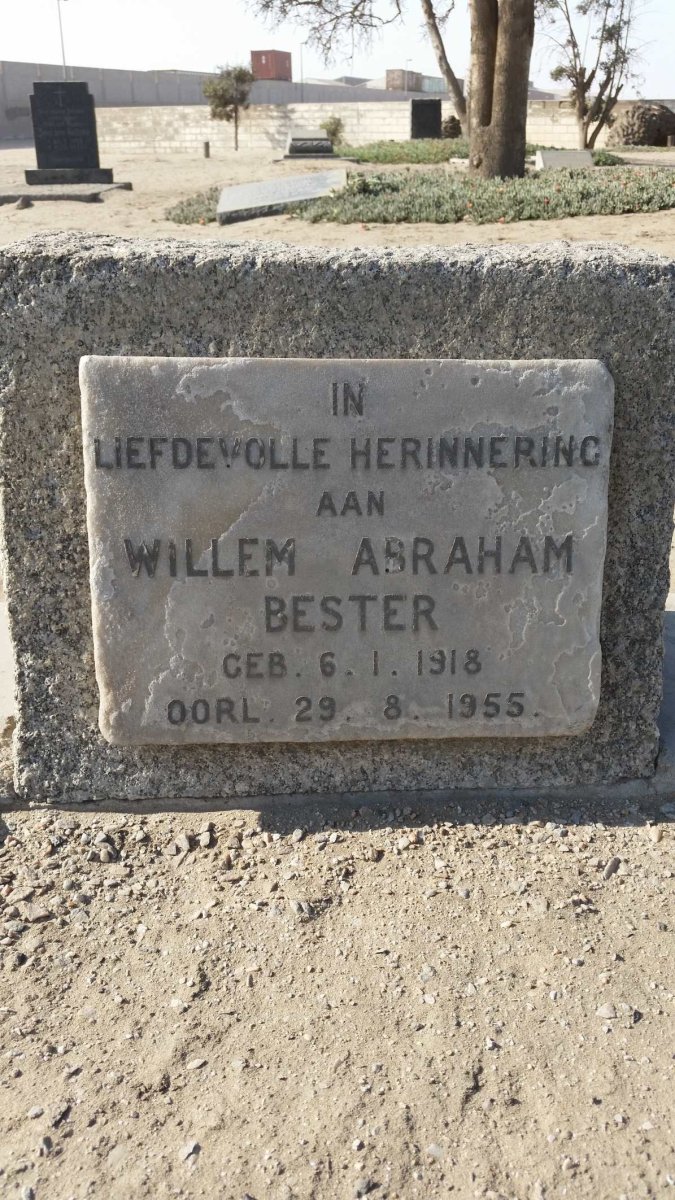 IN
LIEFDEVOLLE HERINNERING
AAN
WILLEM ABRAHAM
BESTER
GEB. 6. 1. 1918
OORL. 29. 8. 1955.